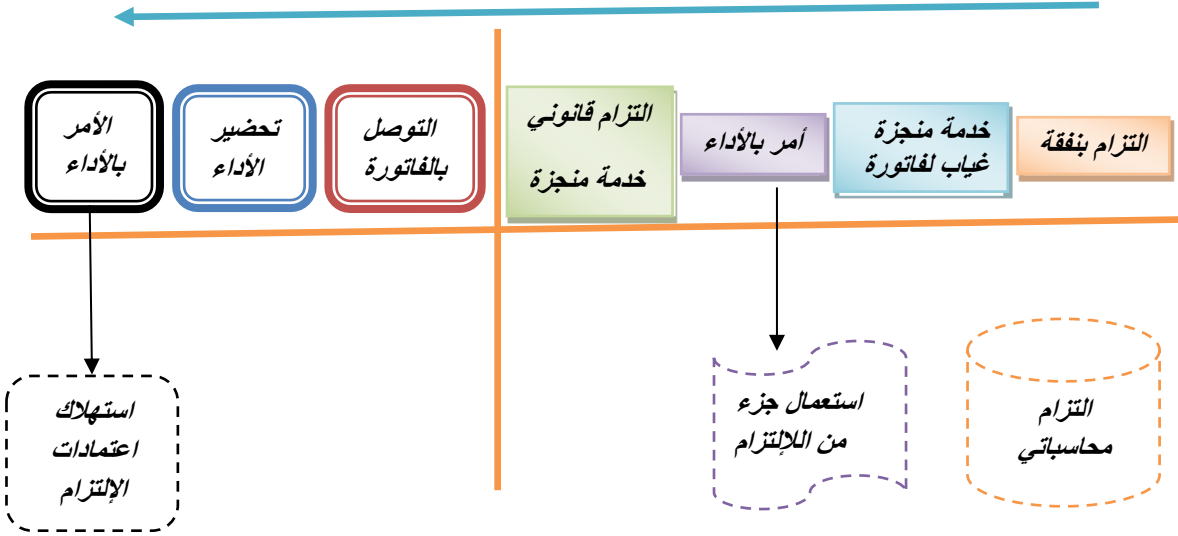 التزام بنفقة
خدمة منجزة
غياب لفاتورة
أمر بالأداء
التزام قانوني
خدمة منجزة
التوصل
بالفاتورة
تحضير
الأداء
الأمر
بالأداء
التزام
محاسباتي
استعمال جزء
من اللإلتزام
استهلاك
اعتمادات
الإلتزام